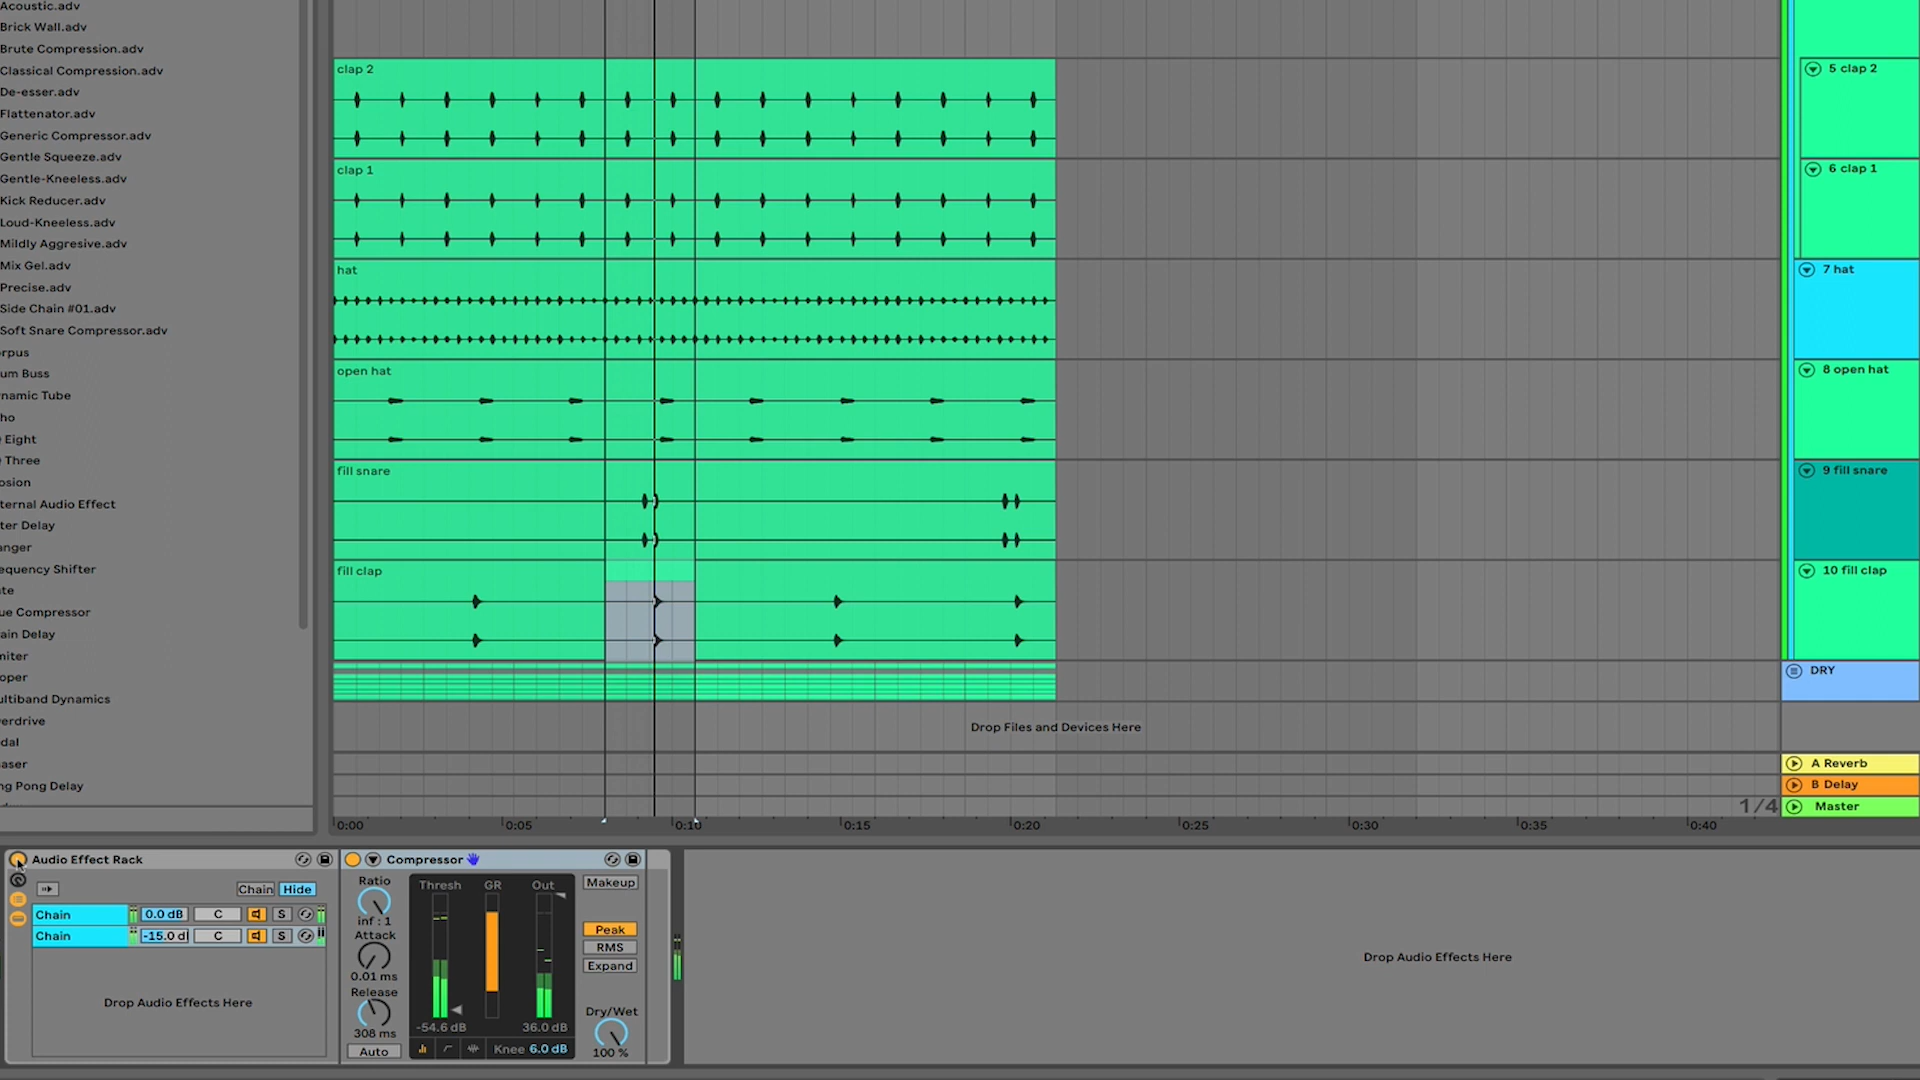 Acoustic.adv
Brick Wall.adv
Brute Compression.adv
Classical Compression.adv
De-esser.adv
Flattenator.adv
Generic Compressor.adv
Gentle Squeeze.adv
Gentle-Kneeless.adv
Kick Reducer.adv
Loud-Kneeless.adv
Mildly Aggresive.adv
Mix Gel.adv
Precise.adv
Side Chain #01.adv
Soft Snare Compressor.adv
rpus
um Buss
namic Tube
ho
Eight
Three
osion
ternal Audio Effect
ter Delay
anger
equency Shifter
te
ue Compressor
ain Delay
miter
oper
ultiband Dynamics
verdrive
dal
aser
ng Pong Delay
clap 2
clap 1
hat
open hat
fill snare
fill clap
5 clap 2
6 clap 1
7 hat
8 open hat
9 fill snare
10 fill clap
DRY
Drop Files and Devices Here
A Reverb
B Delay
1/4
Master
0:00 0:05 0:10 0:15 0:20 0:25 0:30 0:35 0:40
Audio Effect Rack
Chain Hide
Chain 0.0 dB C S
Chain -15.0 d C S
Drop Audio Effects Here
Compressor
Ratio
inf : 1
Attack
0.01 ms
Release
308 ms
Auto
Thresh GR Out
-54.6 dB 36.0 dB
Knee 6.0 dB
Makeup
Peak
RMS
Expand
Dry/Wet
100 %
Drop Audio Effects Here